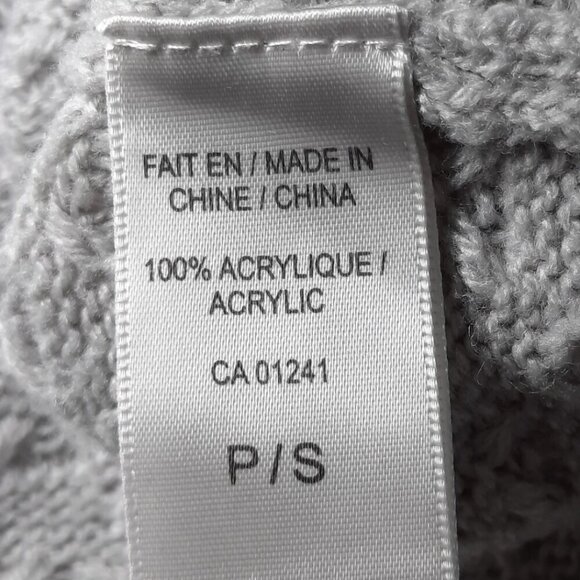 FAIT EN / MADE IN
CHINE / CHINA
100% ACRYLIQUE /
ACRYLIC
CA 01241
P / S